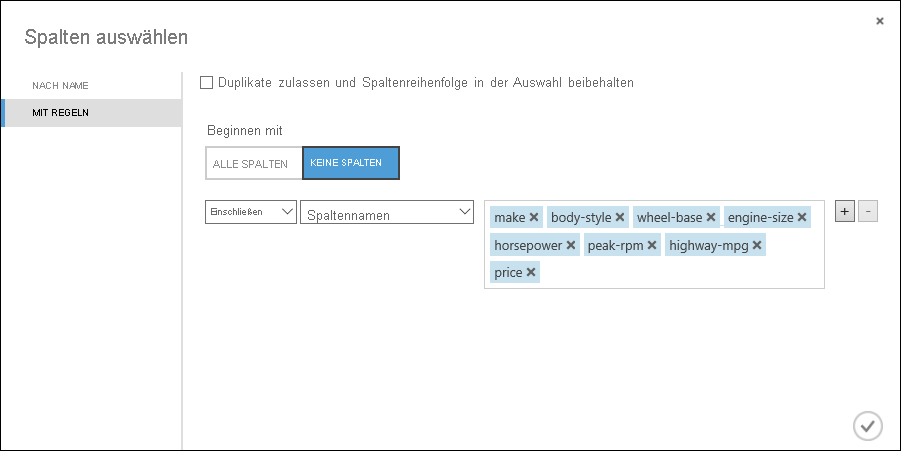 Spalten auswählen
NACH NAME
MIT REGELN
Duplikate zulassen und Spaltenreihenfolge in der Auswahl beibehalten
Beginnen mit
ALLE SPALTEN KEINE SPALTEN
Einschließen Spaltennamen
make body-style wheel-base engine-size
horsepower peak-rpm highway-mpg
price